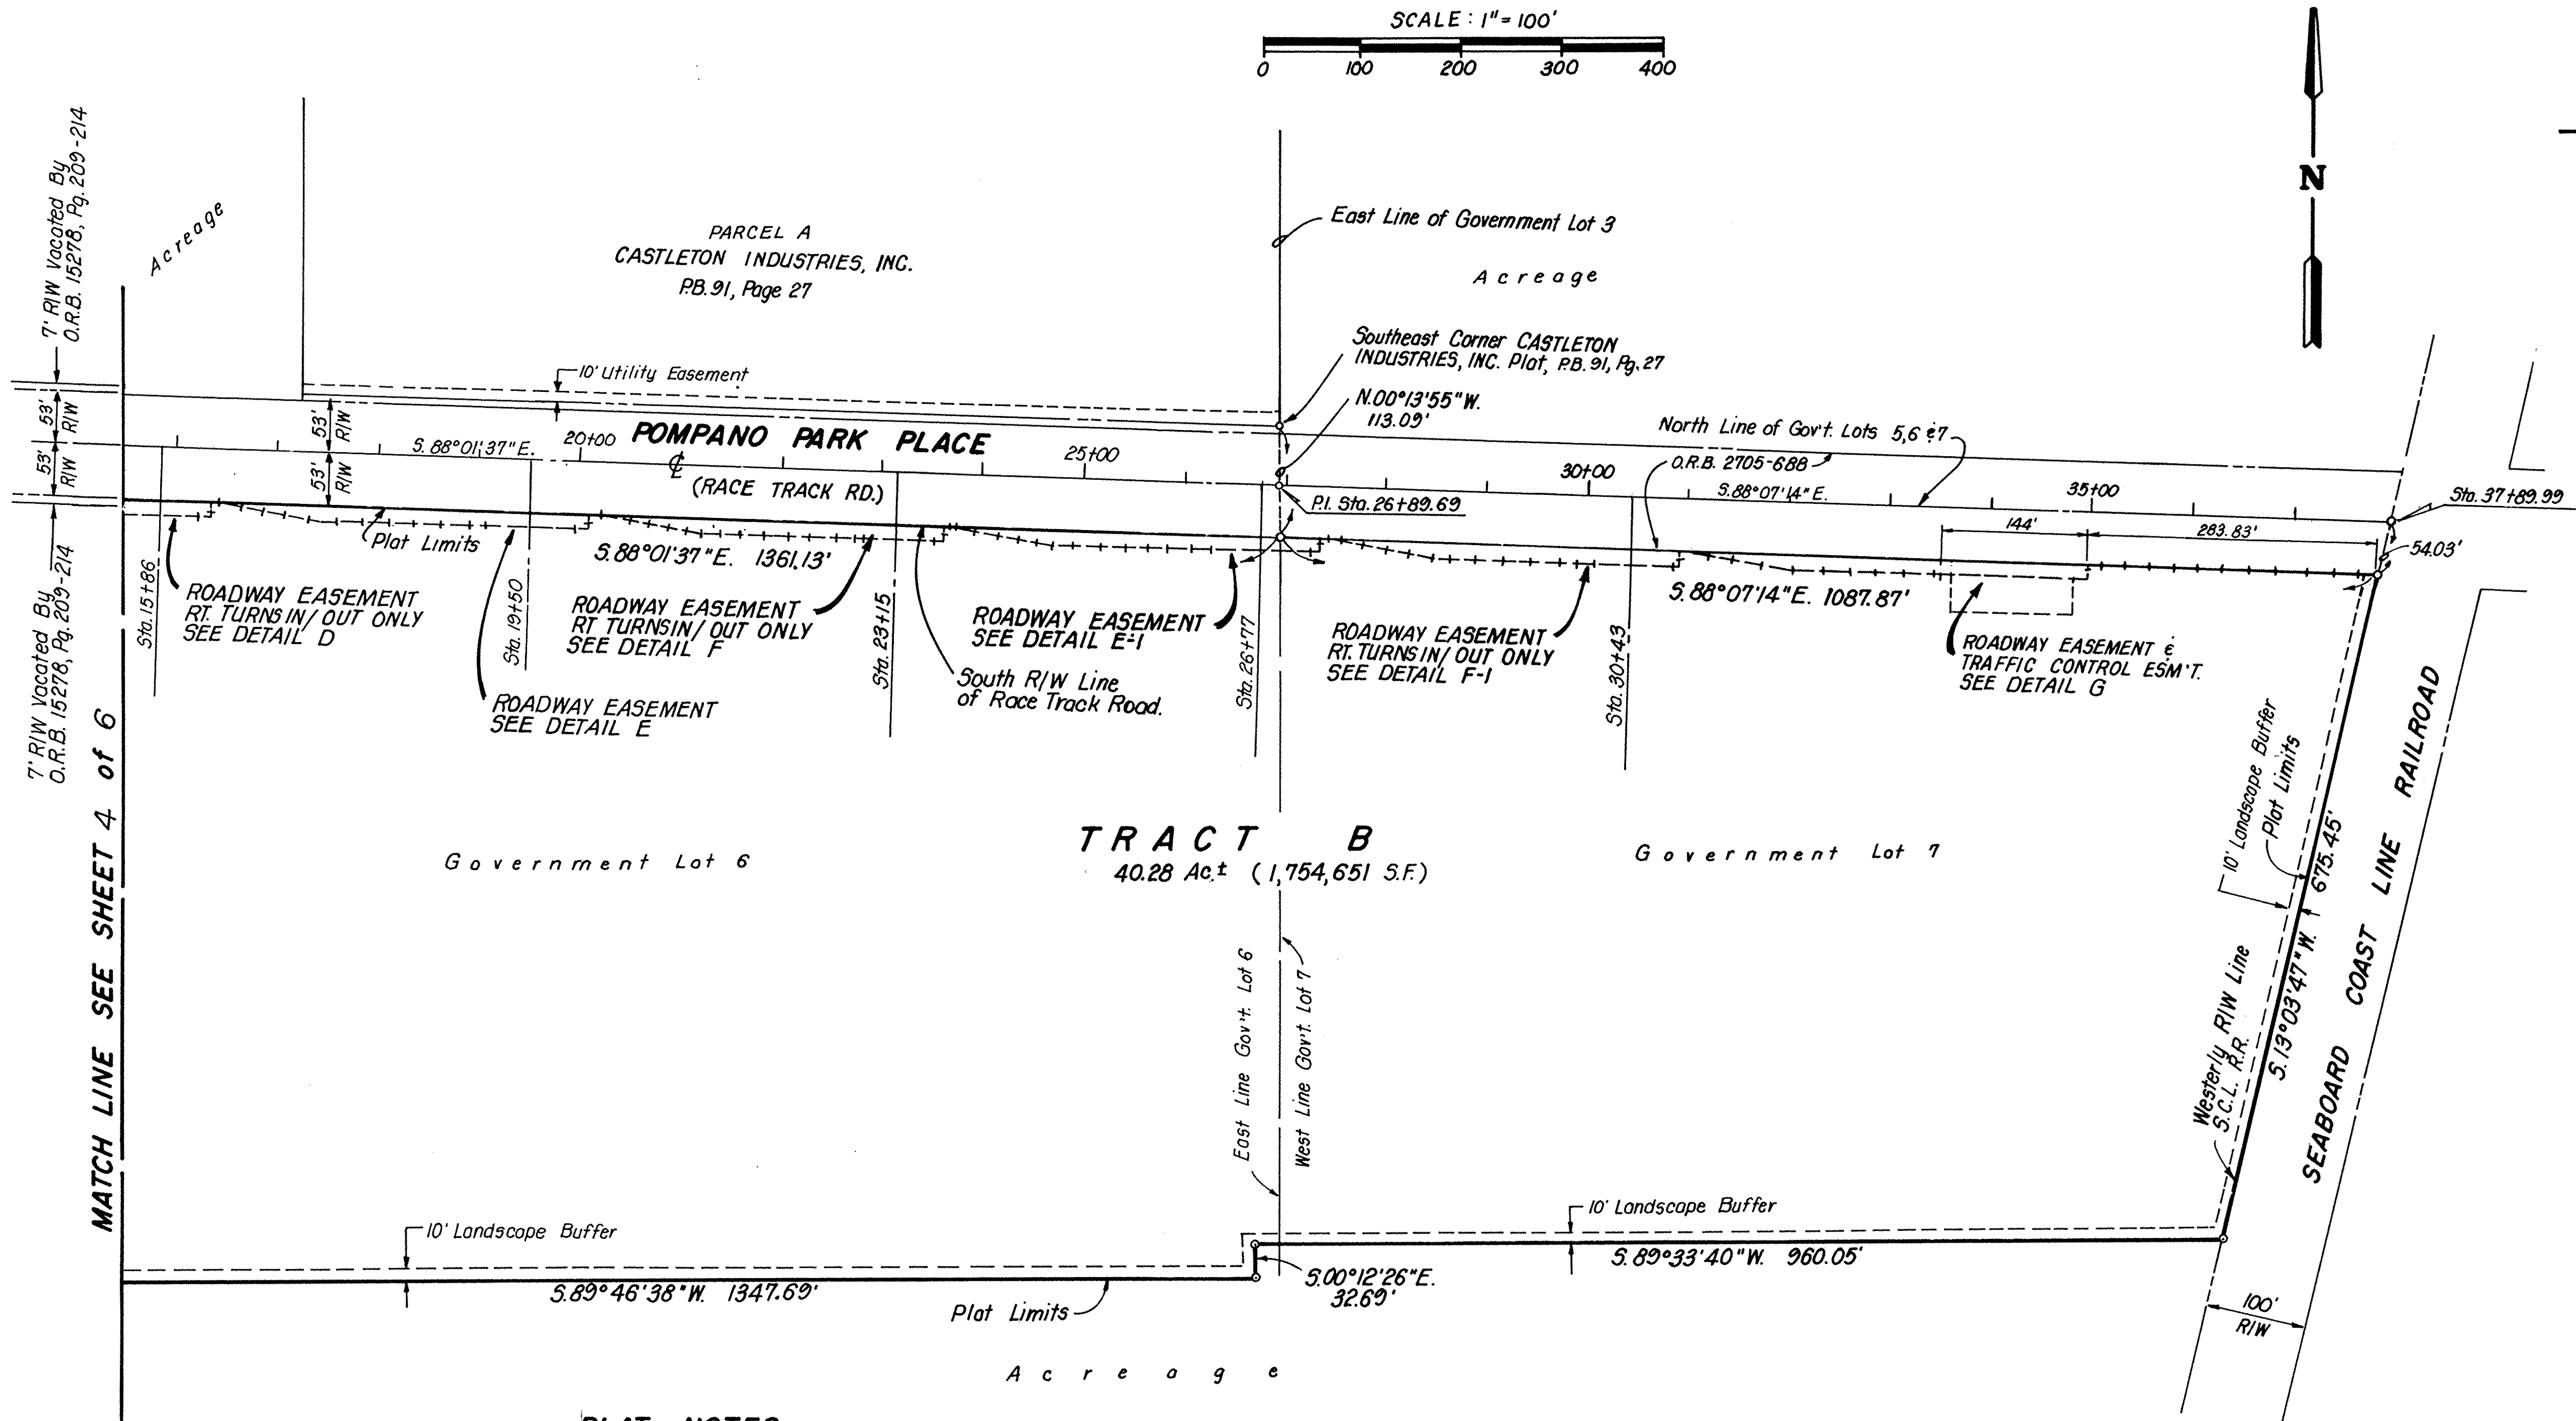 SCALE : 1" = 100'
0 100 200 300 400
N
7' R/W Vacated By
O.R.B. 15278, Pg. 209-214
Acreage
PARCEL A
CASTLETON INDUSTRIES, INC.
P.B. 91, Page 27
East Line of Government Lot 3
Acreage
Southeast Corner CASTLETON
INDUSTRIES, INC. Plat, P.B. 91, Pg. 27
N.00°13'55"W.
113.09'
10' Utility Easement
53'
R/W
53'
R/W
53'
R/W
53'
R/W
S. 88°01'37"E.
20+00
POMPANO PARK PLACE
25+00
(RACE TRACK RD.)
P.I. Sta. 26+89.69
30+00
North Line of Gov't. Lots 5,6 & 7
O.R.B. 2705-688
S.88°07'14"E.
35+00
Sta. 37+89.99
144'
283.83'
54.03'
7' R/W Vacated By
O.R.B. 15278, Pg. 209-214
Plat Limits
S.88°01'37"E. 1361.13'
S.88°07'14"E. 1087.87'
Sta. 15+86
ROADWAY EASEMENT
RT. TURNS IN/ OUT ONLY
SEE DETAIL D
Sta. 19+50
ROADWAY EASEMENT
SEE DETAIL E
ROADWAY EASEMENT
RT TURNS IN/ OUT ONLY
SEE DETAIL F
Sta. 23+15
ROADWAY EASEMENT
SEE DETAIL E-1
South R/W Line
of Race Track Road.
Sta. 26+77
ROADWAY EASEMENT
RT. TURNS IN/ OUT ONLY
SEE DETAIL F-1
Sta. 30+43
ROADWAY EASEMENT &
TRAFFIC CONTROL ESM'T.
SEE DETAIL G
MATCH LINE SEE SHEET 4 of 6
Government Lot 6
TRACT B
40.28 Ac.± (1,754,651 S.F.)
Government Lot 7
10' Landscape Buffer
Plat Limits
S. 13°03'47"W. 675.45'
SEABOARD COAST LINE RAILROAD
Westerly R/W Line
S.C.L. R.R.
East Line Gov't. Lot 6
West Line Gov't. Lot 7
10' Landscape Buffer
10' Landscape Buffer
S.89°46'38"W. 1347.69'
S.00°12'26"E.
32.69'
S. 89°33'40"W. 960.05'
Plat Limits
100'
R/W
Acreage
PLAT NOTES